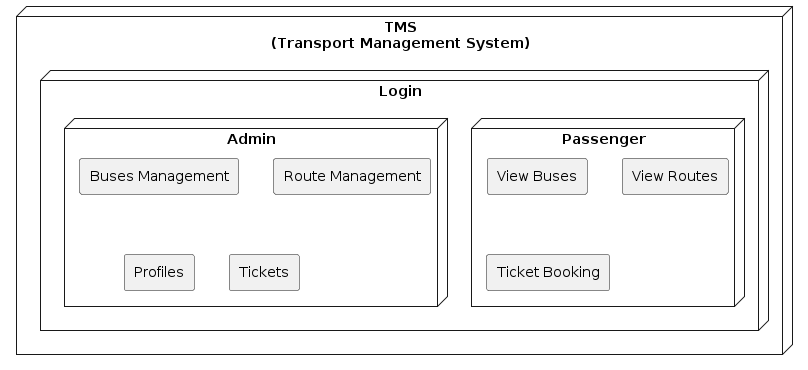 TMS
(Transport Management System)
Login
Admin
Buses Management
Route Management
Profiles
Tickets
Passenger
View Buses
View Routes
Ticket Booking